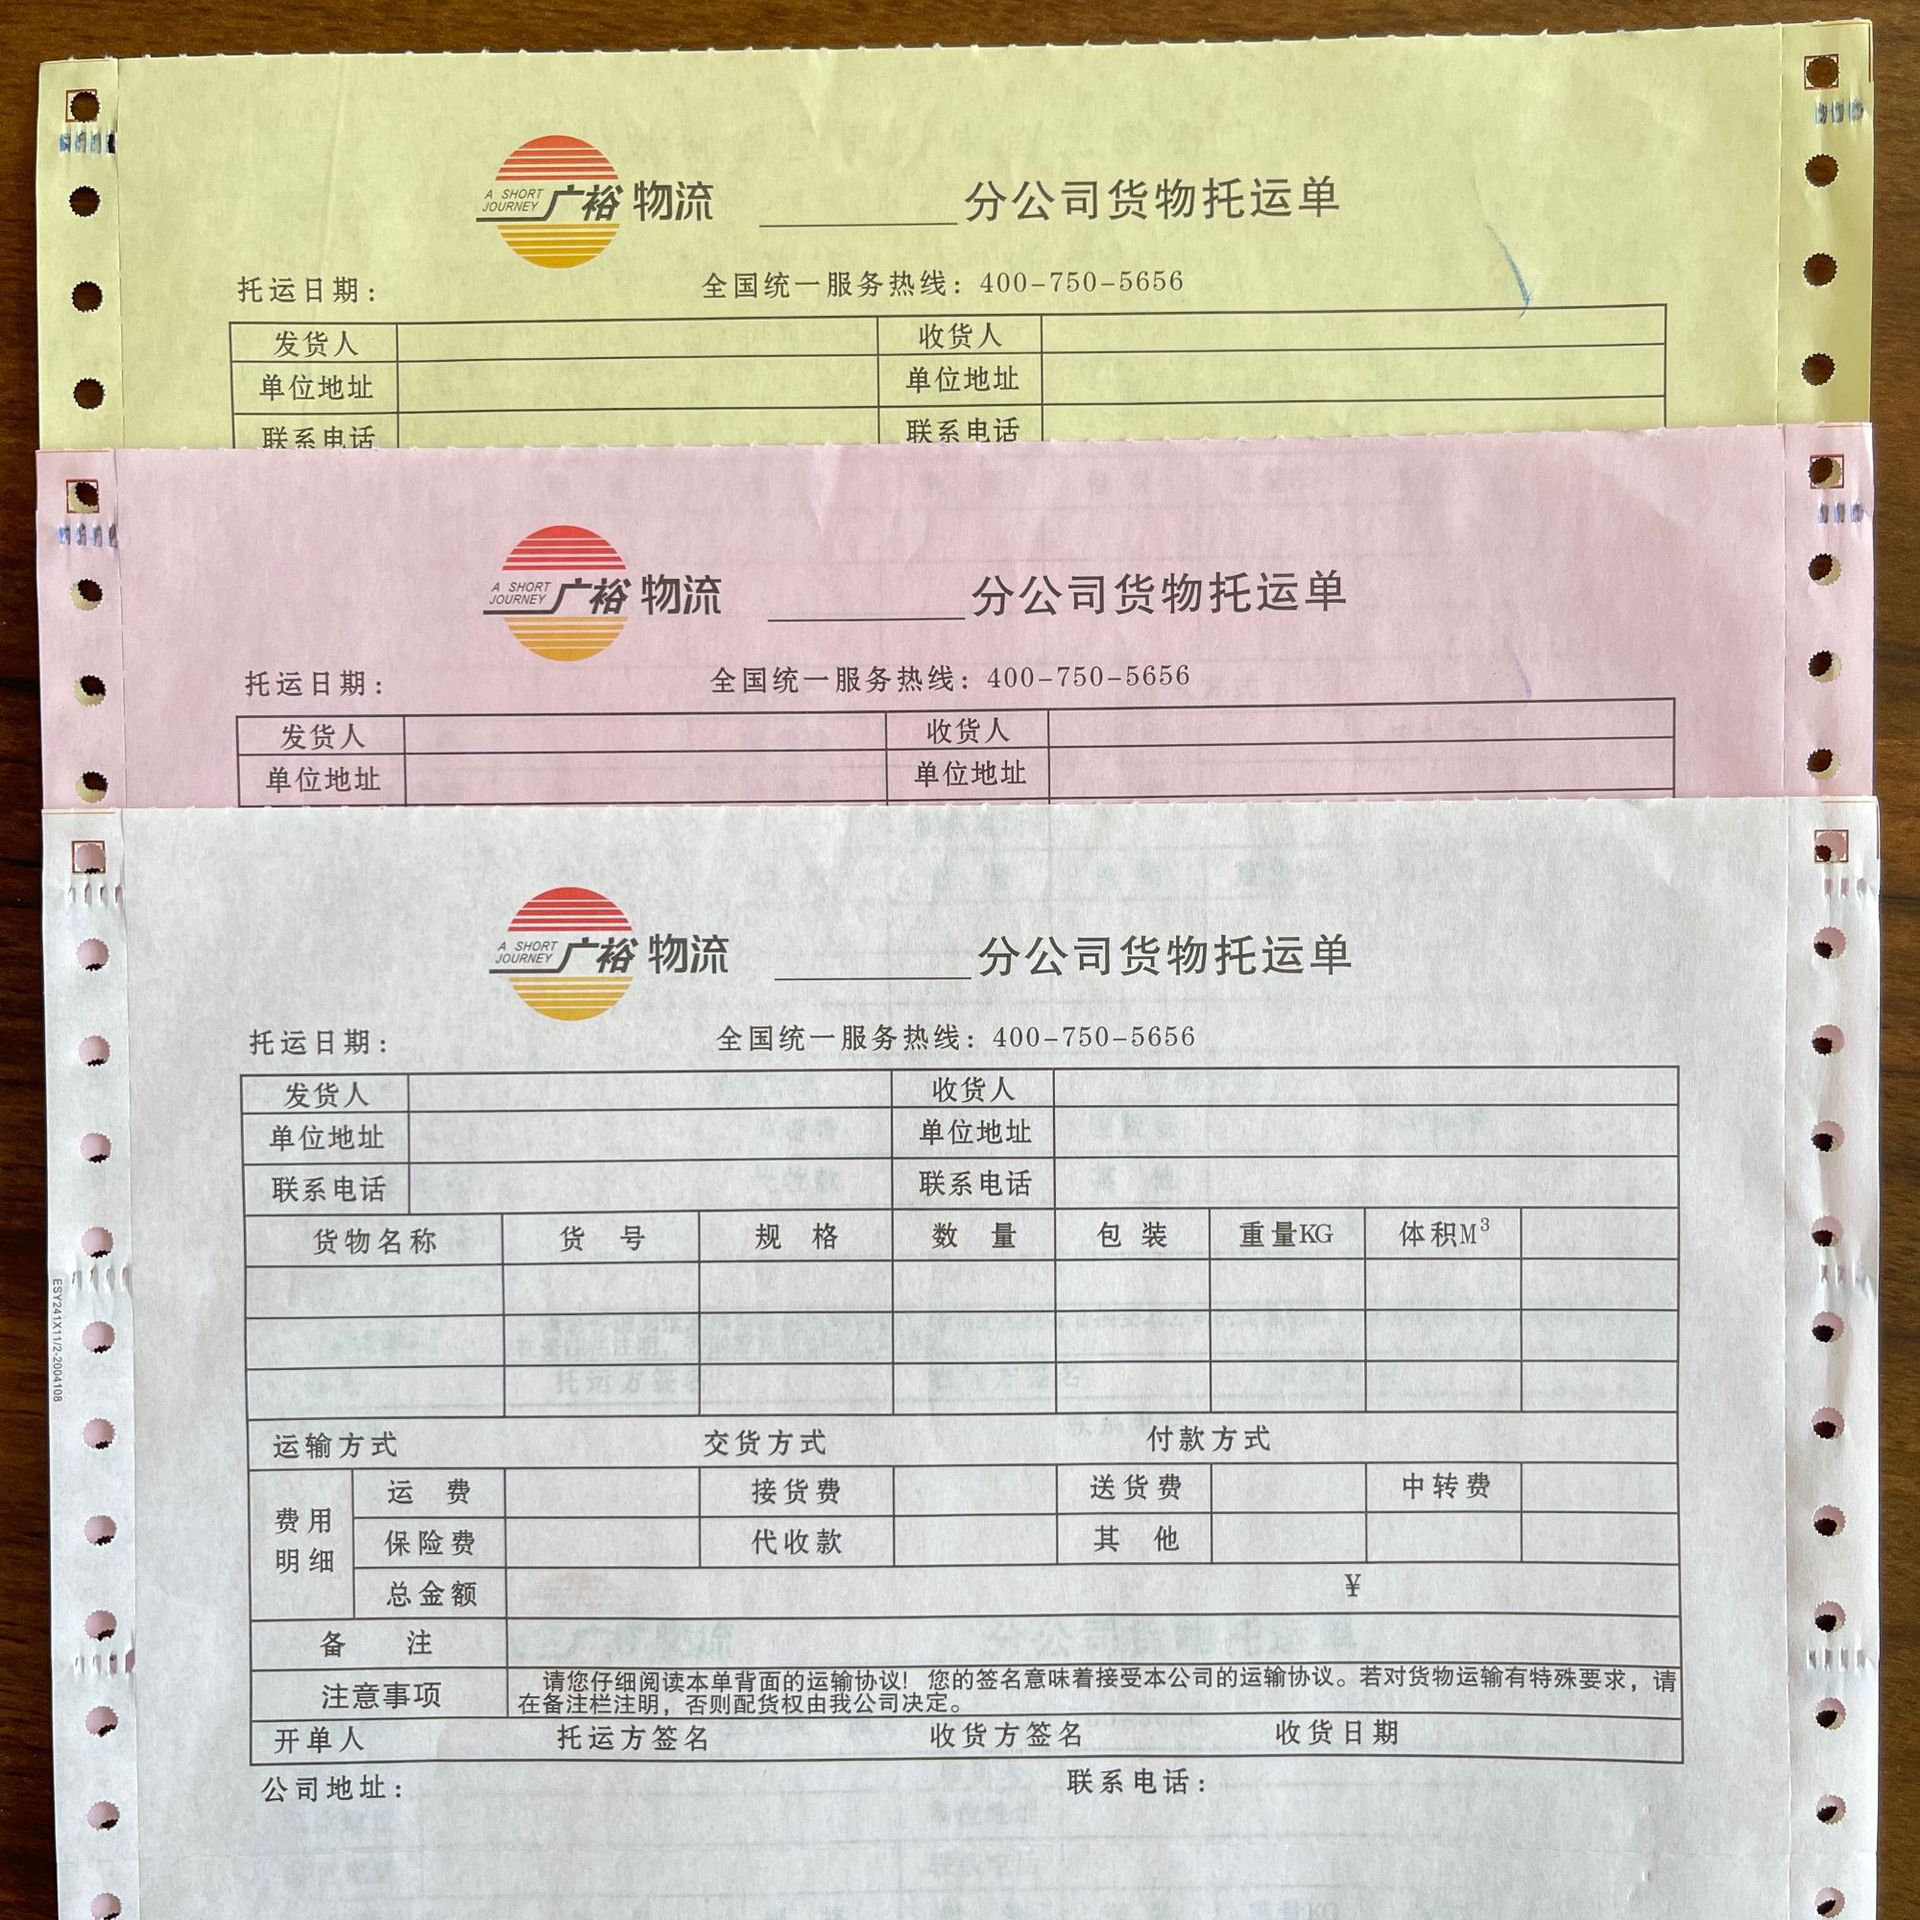 A SHORT
JOURNEY 广裕 物流 分公司货物托运单
托运日期: 全国统一服务热线: 400-750-5656
发货人 收货人
单位地址 单位地址
联系电话 联系电话
A SHORT
JOURNEY 广裕 物流 分公司货物托运单
托运日期: 全国统一服务热线: 400-750-5656
发货人 收货人
单位地址 单位地址
A SHORT
JOURNEY 广裕 物流 分公司货物托运单
托运日期: 全国统一服务热线: 400-750-5656
发货人 收货人
单位地址 单位地址
联系电话 联系电话
货物名称 货 号 规 格 数 量 包 装 重量KG 体积M³
运输方式 交货方式 付款方式
费用明细 运 费 接货费 送货费 中转费
保险费 代收款 其 他
总金额 ¥
备 注
注意事项 请您仔细阅读本单背面的运输协议! 您的签名意味着接受本公司的运输协议。若对货物运输有特殊要求, 请
在备注栏注明, 否则配货权由我公司决定。
开单人 托运方签名 收货方签名 收货日期
公司地址: 联系电话:
ESY241X11/2-2004108